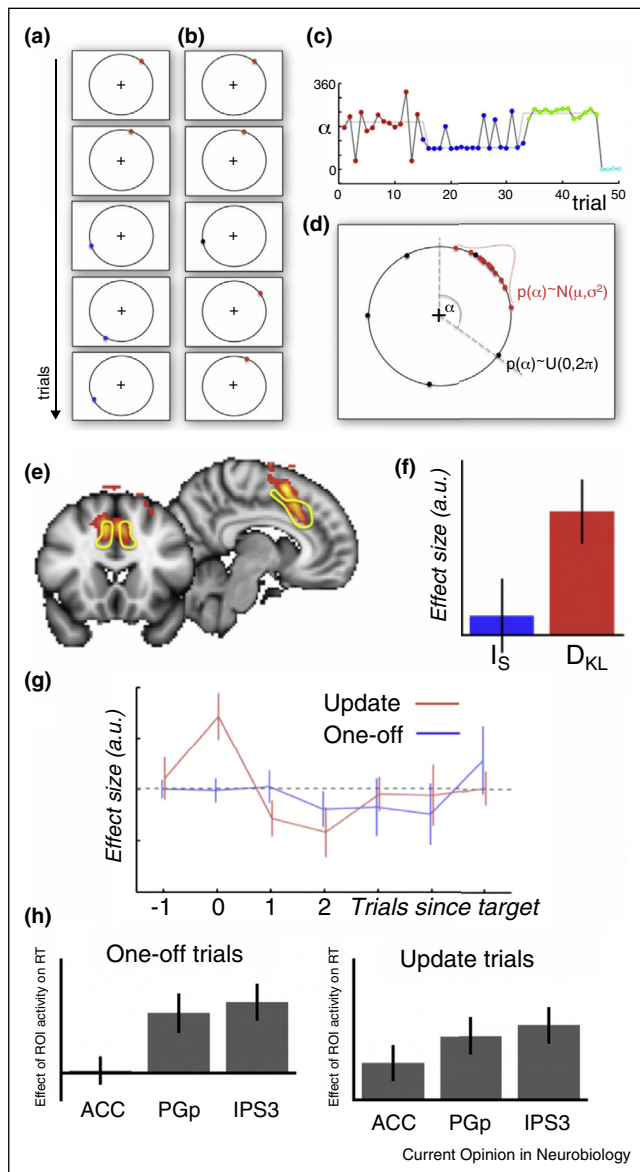 (a)
(b)
(c)
trials
360
α
0
0 10 20 30 40 50
trial
(d)
α
p(α)~N(μ,σ²)
p(α)~U(0,2π)
(e)
(f)
Effect size (a.u.)
I_S
D_KL
(g)
Update
One-off
Effect size (a.u.)
-1 0 1 2 Trials since target
(h)
One-off trials
Effect of ROI activity on RT
ACC PGp IPS3
Update trials
Effect of ROI activity on RT
ACC PGp IPS3
Current Opinion in Neurobiology